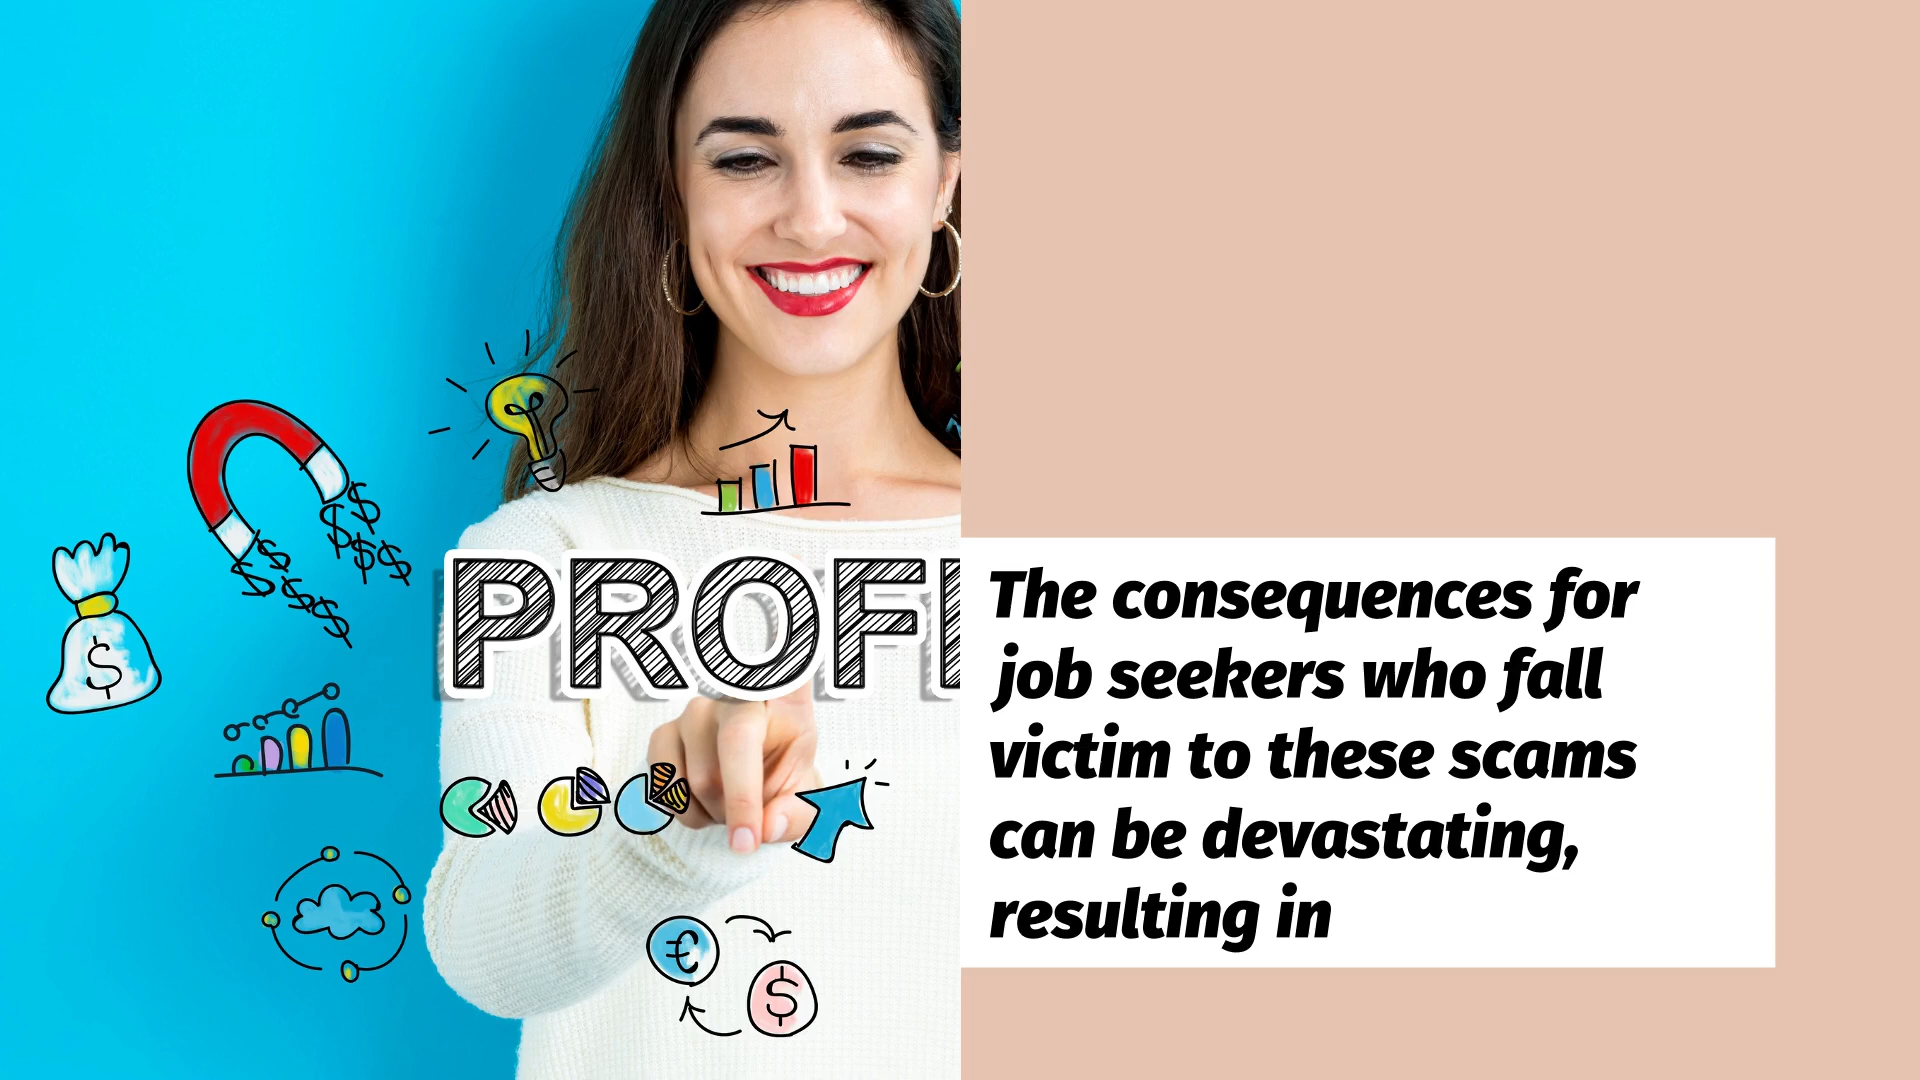 PROFI
The consequences for
job seekers who fall
victim to these scams
can be devastating,
resulting in